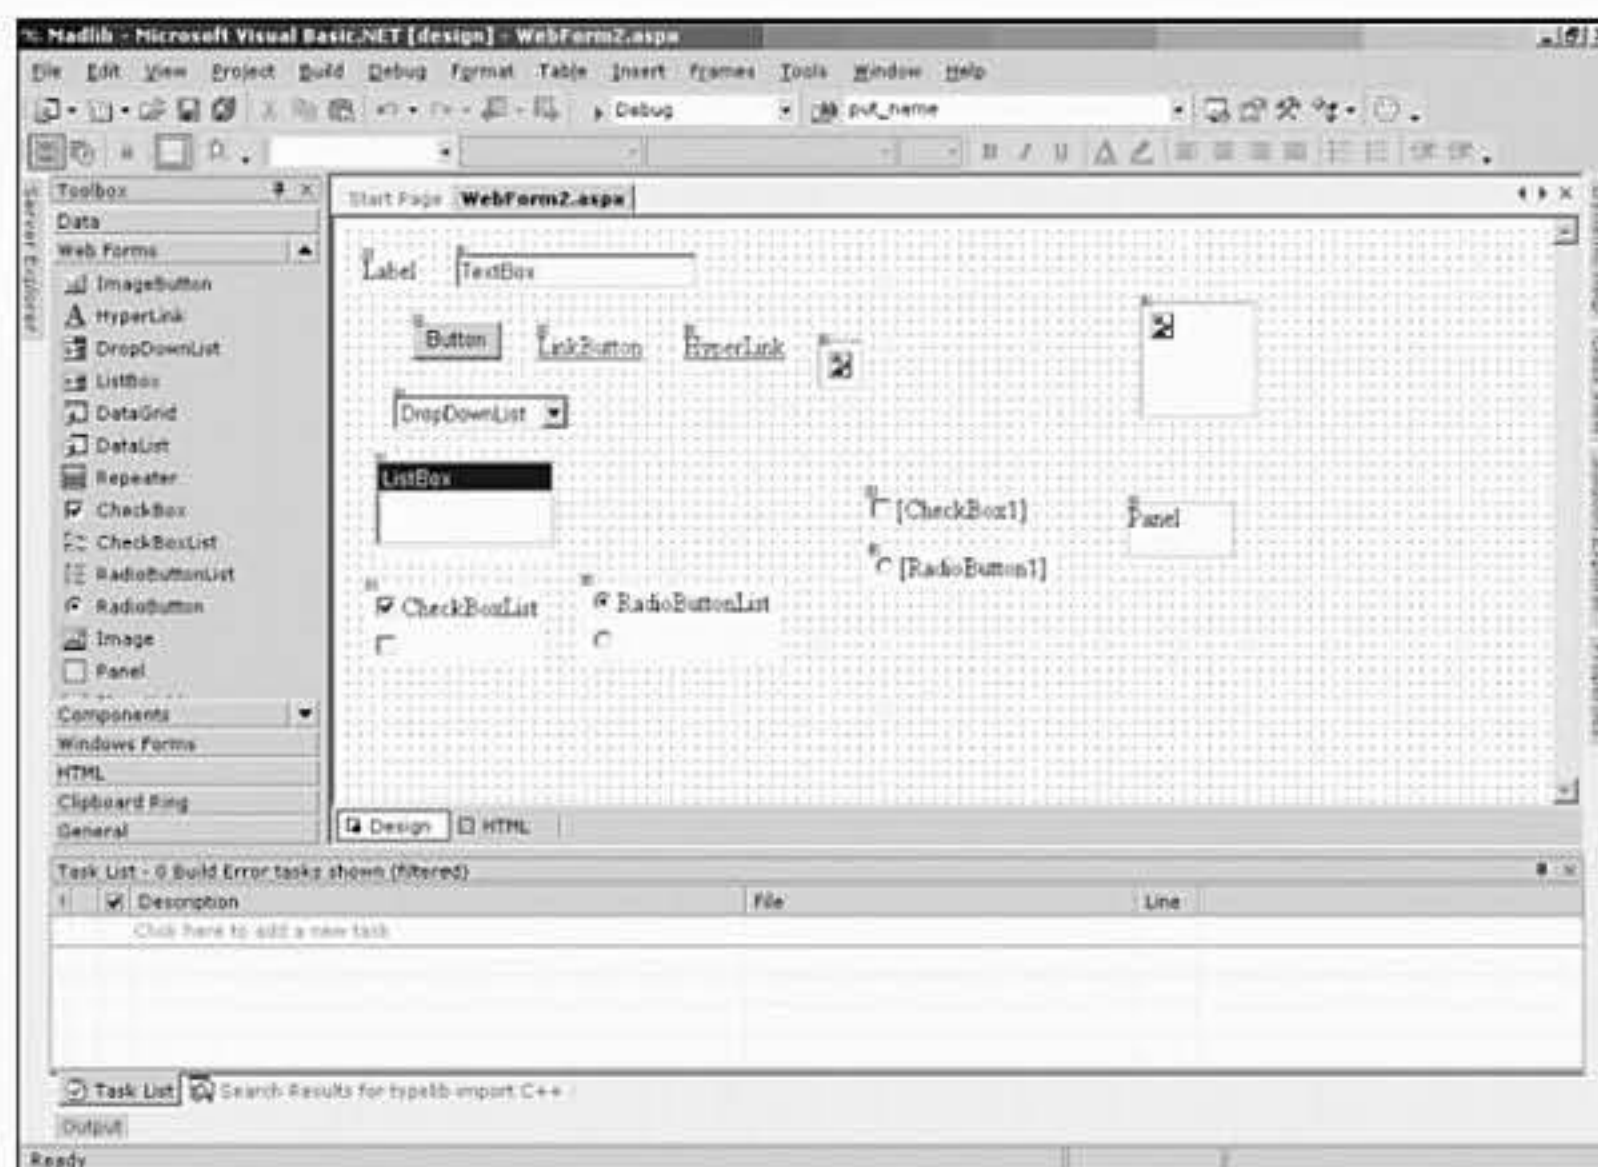 Madlib - Microsoft Visual Basic.NET [design] - WebForm2.aspx
File Edit View Project Build Debug Format Table Insert Frames Tools Window Help
Debug put_name
B I U
Server Explorer
Toolbox
Data
Web Forms
ImageButton
HyperLink
DropDownList
ListBox
DataGrid
DataList
Repeater
CheckBox
CheckBoxList
RadioButtonList
RadioButton
Image
Panel
Components
Windows Forms
HTML
Clipboard Ring
General
Start Page WebForm2.aspx
Label TextBox
Button LinkButton HyperLink
DropDownList
ListBox
[CheckBox1] Panel
[RadioButton1]
CheckBoxList RadioButtonList
Design HTML
Task List - 0 Build Error tasks shown (filtered)
! Description File Line
Click here to add a new task
Task List Search Results for typelib import C++
Output
Ready